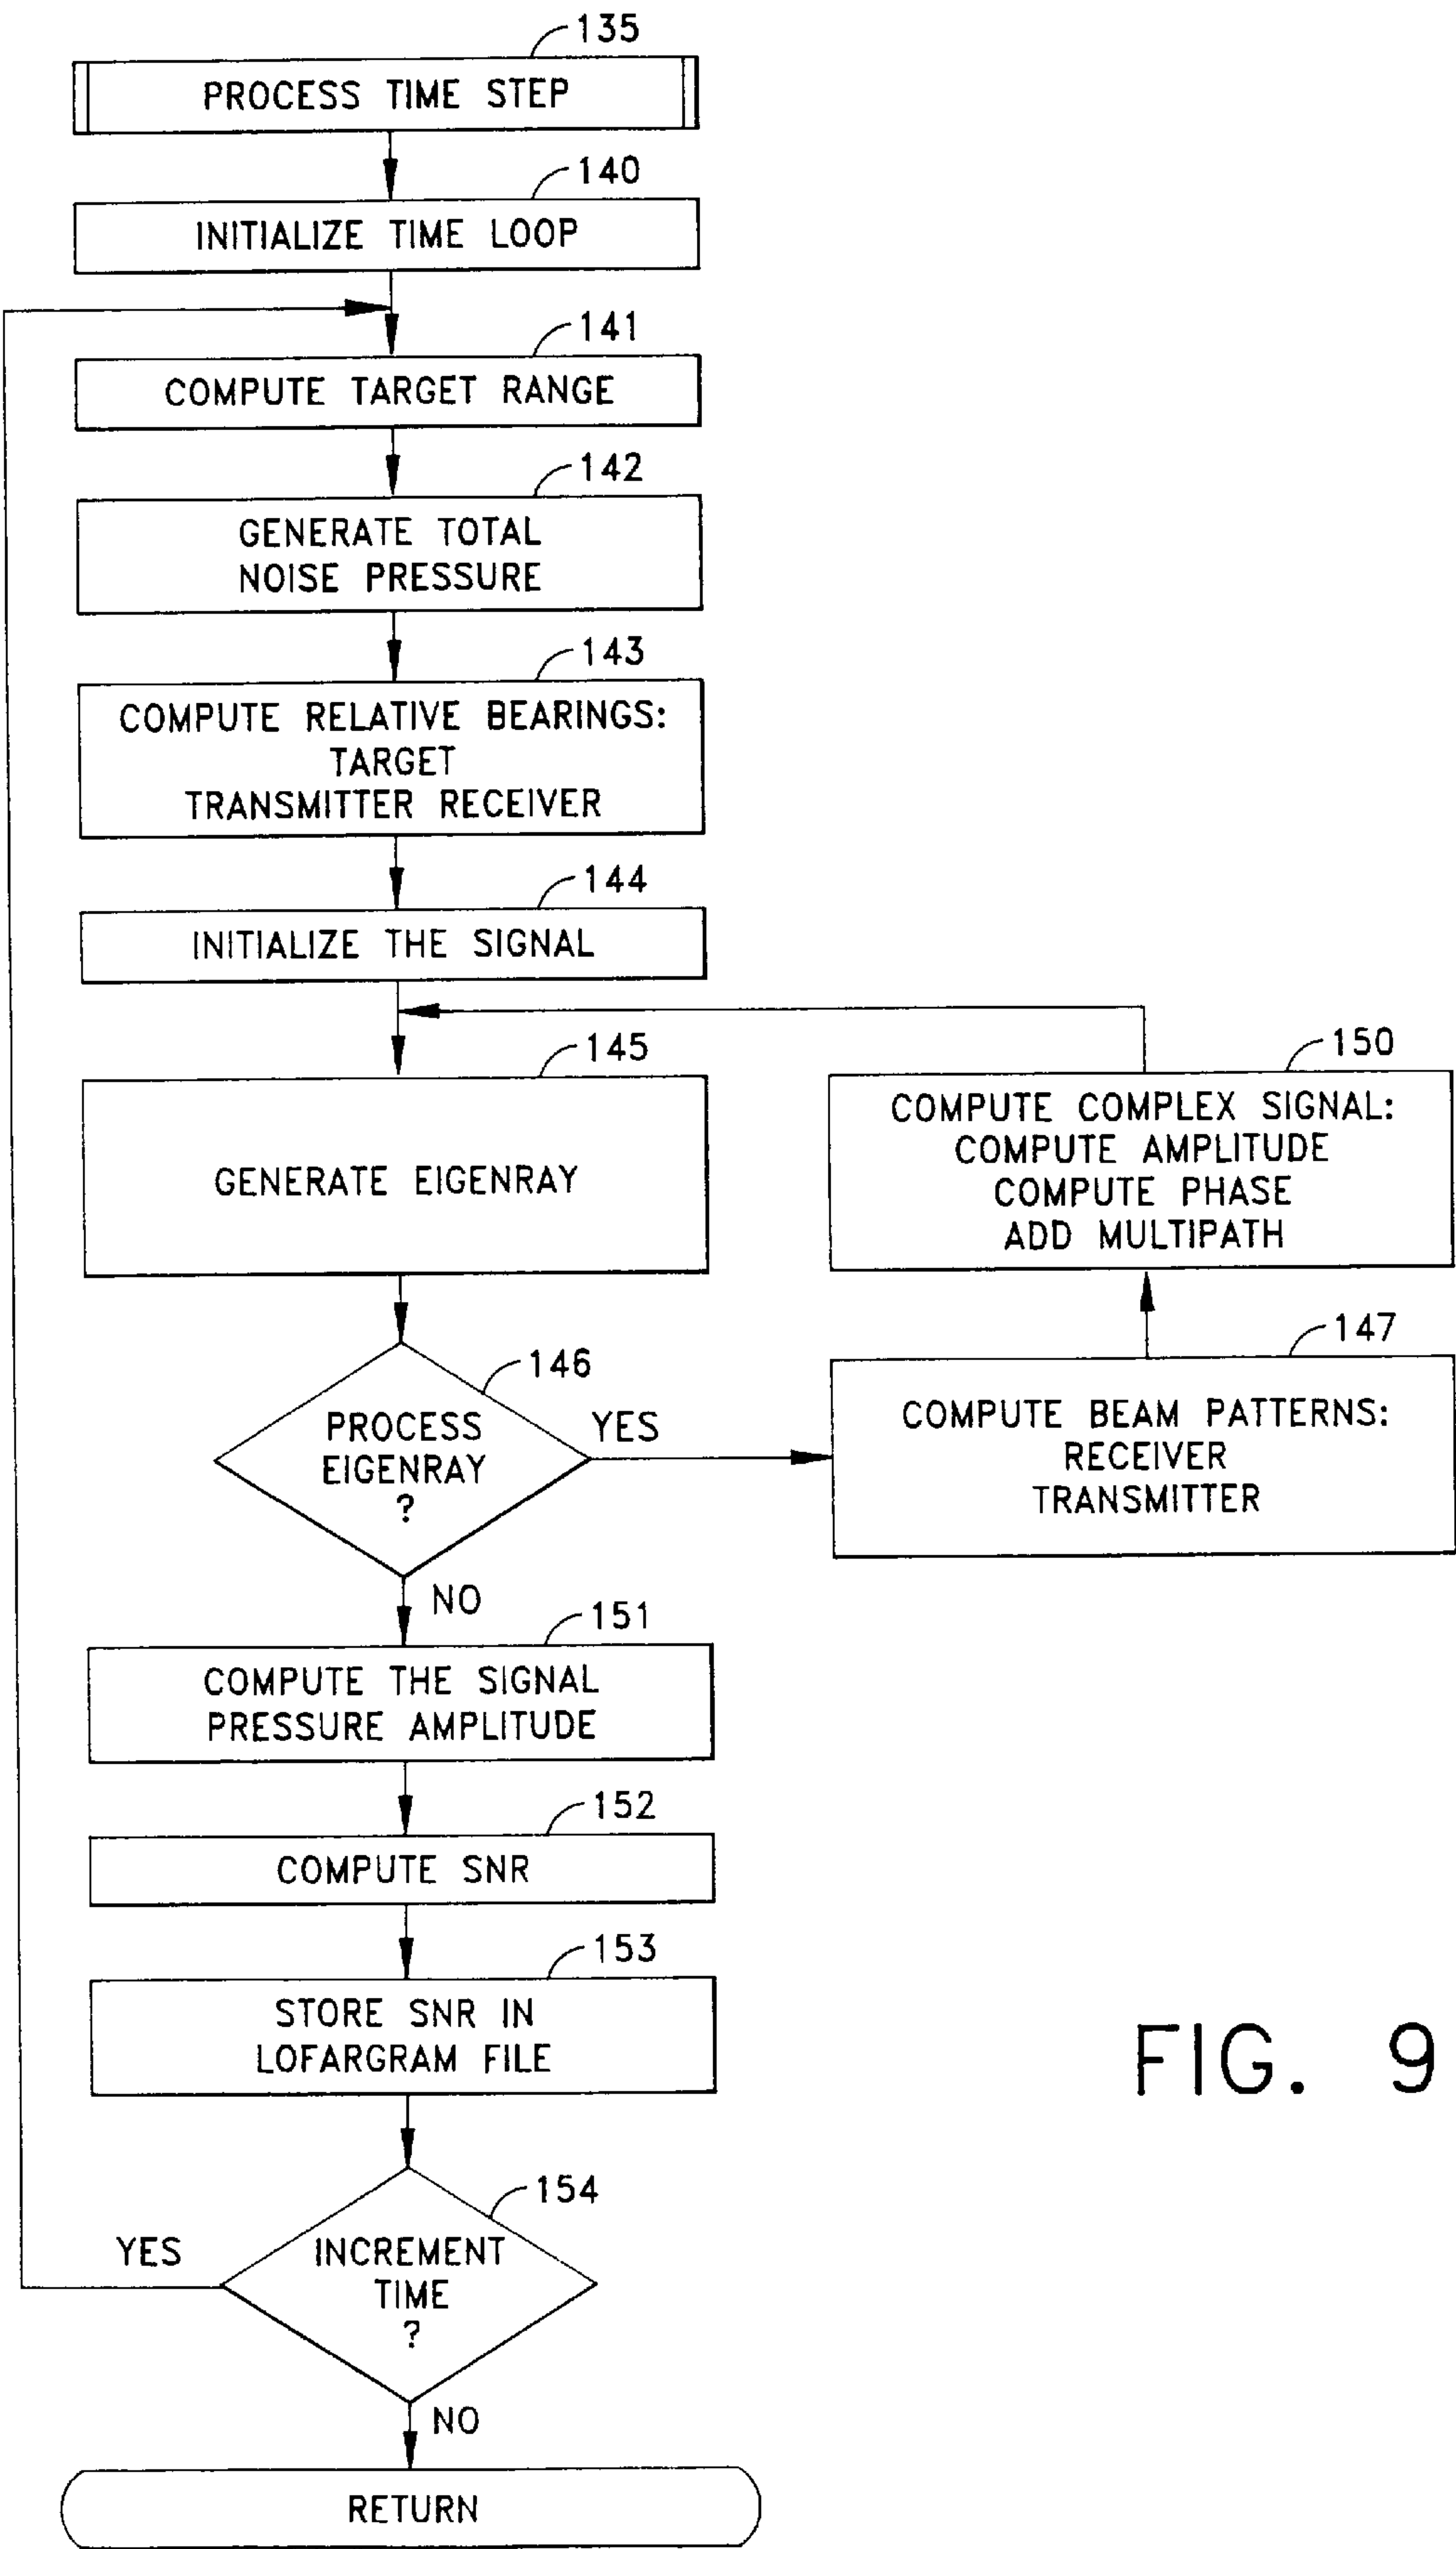 135
PROCESS TIME STEP
140
INITIALIZE TIME LOOP
141
COMPUTE TARGET RANGE
142
GENERATE TOTAL
NOISE PRESSURE
143
COMPUTE RELATIVE BEARINGS:
TARGET
TRANSMITTER RECEIVER
144
INITIALIZE THE SIGNAL
145
GENERATE EIGENRAY
150
COMPUTE COMPLEX SIGNAL:
COMPUTE AMPLITUDE
COMPUTE PHASE
ADD MULTIPATH
146
PROCESS
EIGENRAY
?
YES
147
COMPUTE BEAM PATTERNS:
RECEIVER
TRANSMITTER
NO
151
COMPUTE THE SIGNAL
PRESSURE AMPLITUDE
152
COMPUTE SNR
153
STORE SNR IN
LOFARGRAM FILE
154
INCREMENT
TIME
?
YES
NO
RETURN
FIG. 9